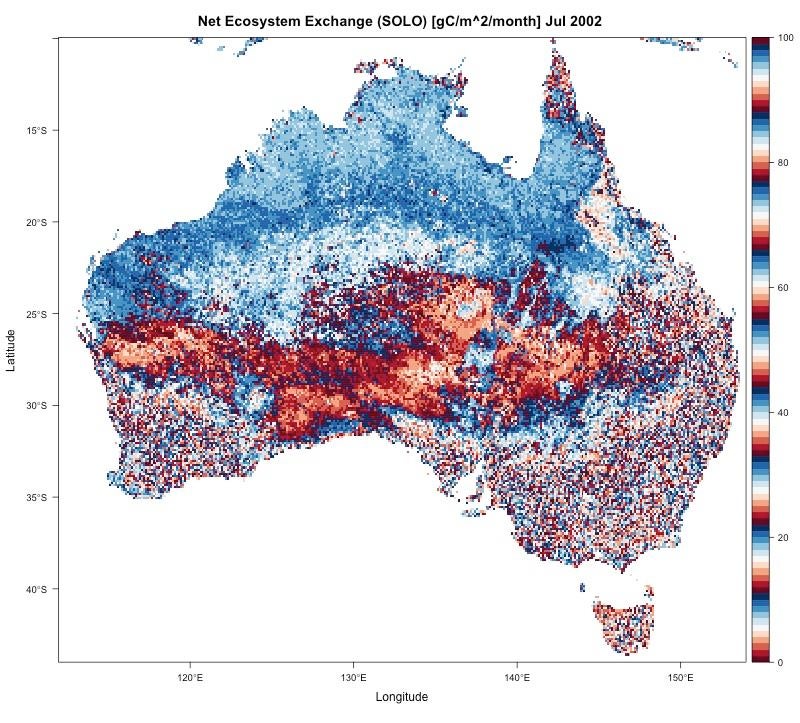 Net Ecosystem Exchange (SOLO) [gC/m^2/month] Jul 2002
100
80
60
40
20
0
15°S
20°S
25°S
30°S
35°S
40°S
Latitude
120°E
130°E
140°E
150°E
Longitude